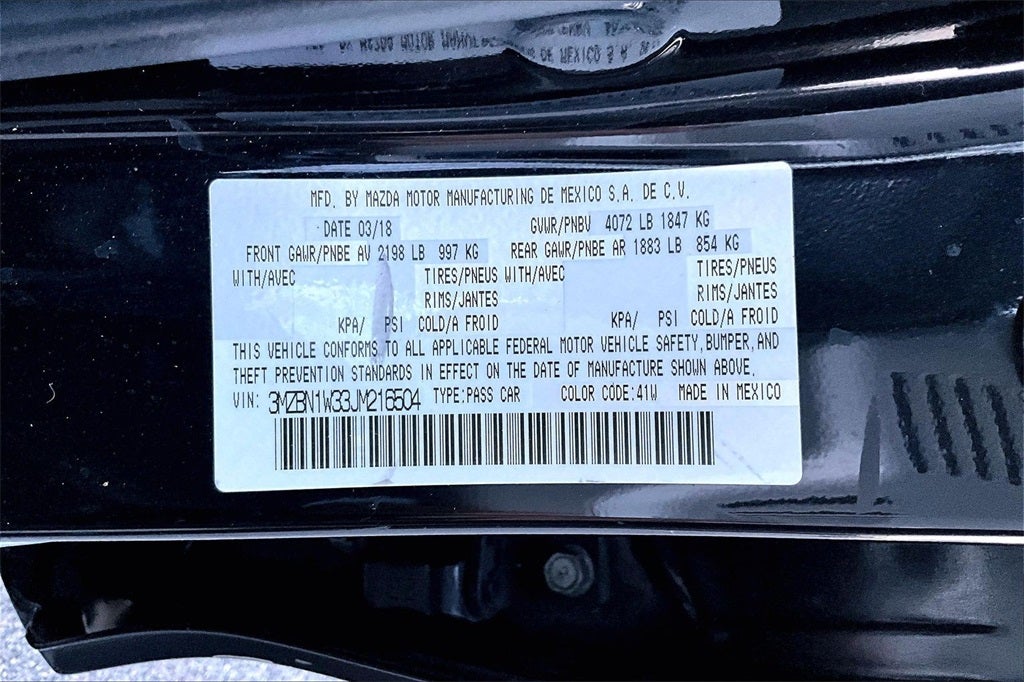 MFD. BY MAZDA MOTOR MANUFACTURING DE MEXICO S.A. DE C.V.
DATE 03/18 GVWR/PNBV 4072 LB 1847 KG
FRONT GAWR/PNBE AV 2198 LB 997 KG REAR GAWR/PNBE AR 1883 LB 854 KG
WITH/AVEC TIRES/PNEUS WITH/AVEC TIRES/PNEUS
RIMS/JANTES RIMS/JANTES
KPA/ PSI COLD/A FROID KPA/ PSI COLD/A FROID
THIS VEHICLE CONFORMS TO ALL APPLICABLE FEDERAL MOTOR VEHICLE SAFETY,BUMPER,AND
THEFT PREVENTION STANDARDS IN EFFECT ON THE DATE OF MANUFACTURE SHOWN ABOVE.
VIN: 3MZBN1W33JM216504 TYPE:PASS CAR COLOR CODE:41W MADE IN MEXICO